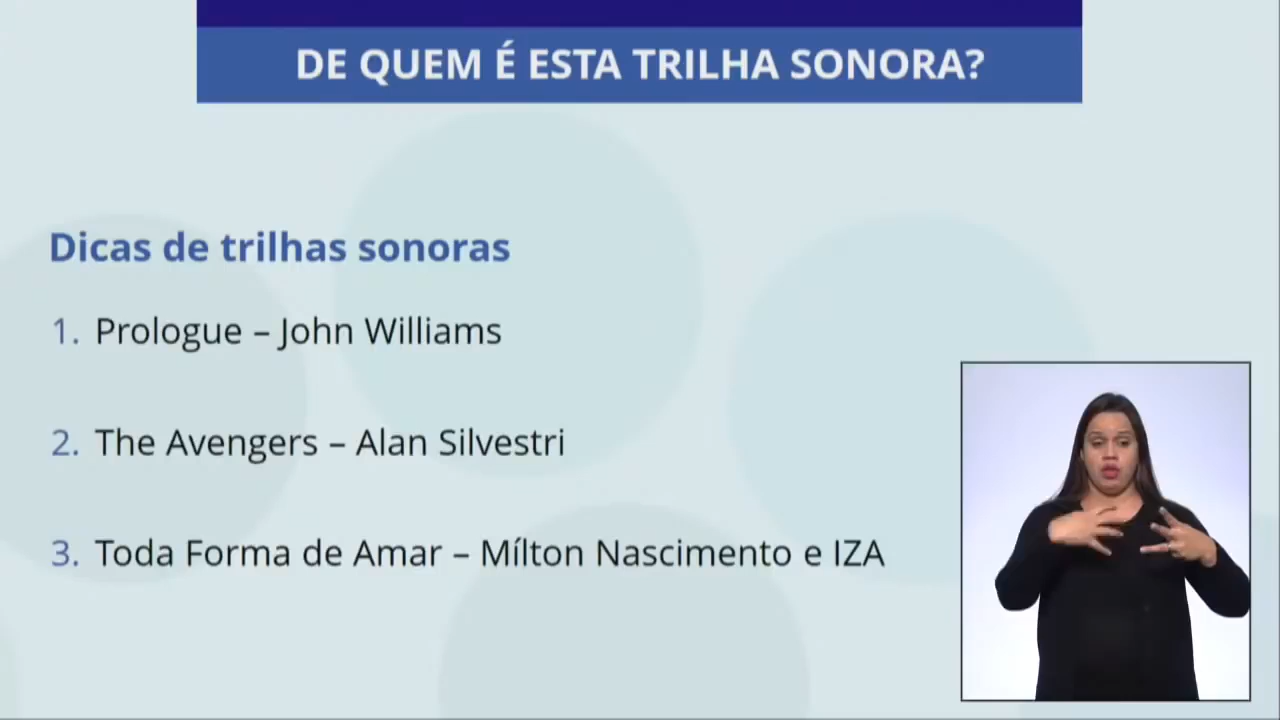 DE QUEM É ESTA TRILHA SONORA?
Dicas de trilhas sonoras
1. Prologue – John Williams
2. The Avengers – Alan Silvestri
3. Toda Forma de Amar – Mílton Nascimento e IZA